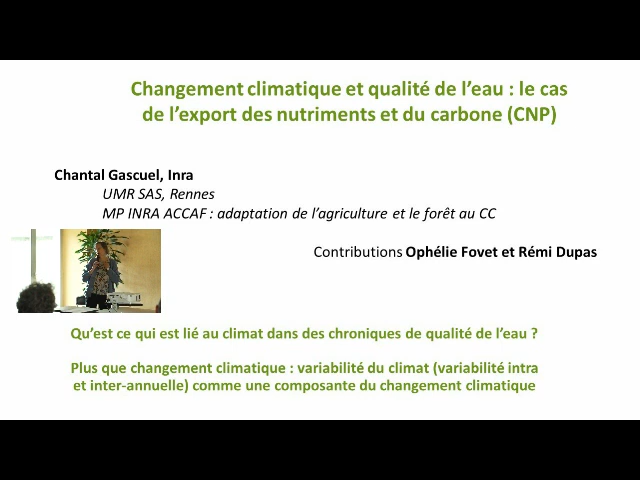 Changement climatique et qualité de l'eau : le cas
de l'export des nutriments et du carbone (CNP)
Chantal Gascuel, Inra
UMR SAS, Rennes
MP INRA ACCAF : adaptation de l'agriculture et le forêt au CC
Contributions Ophélie Fovet et Rémi Dupas
Qu'est ce qui est lié au climat dans des chroniques de qualité de l'eau ?
Plus que changement climatique : variabilité du climat (variabilité intra
et inter-annuelle) comme une composante du changement climatique